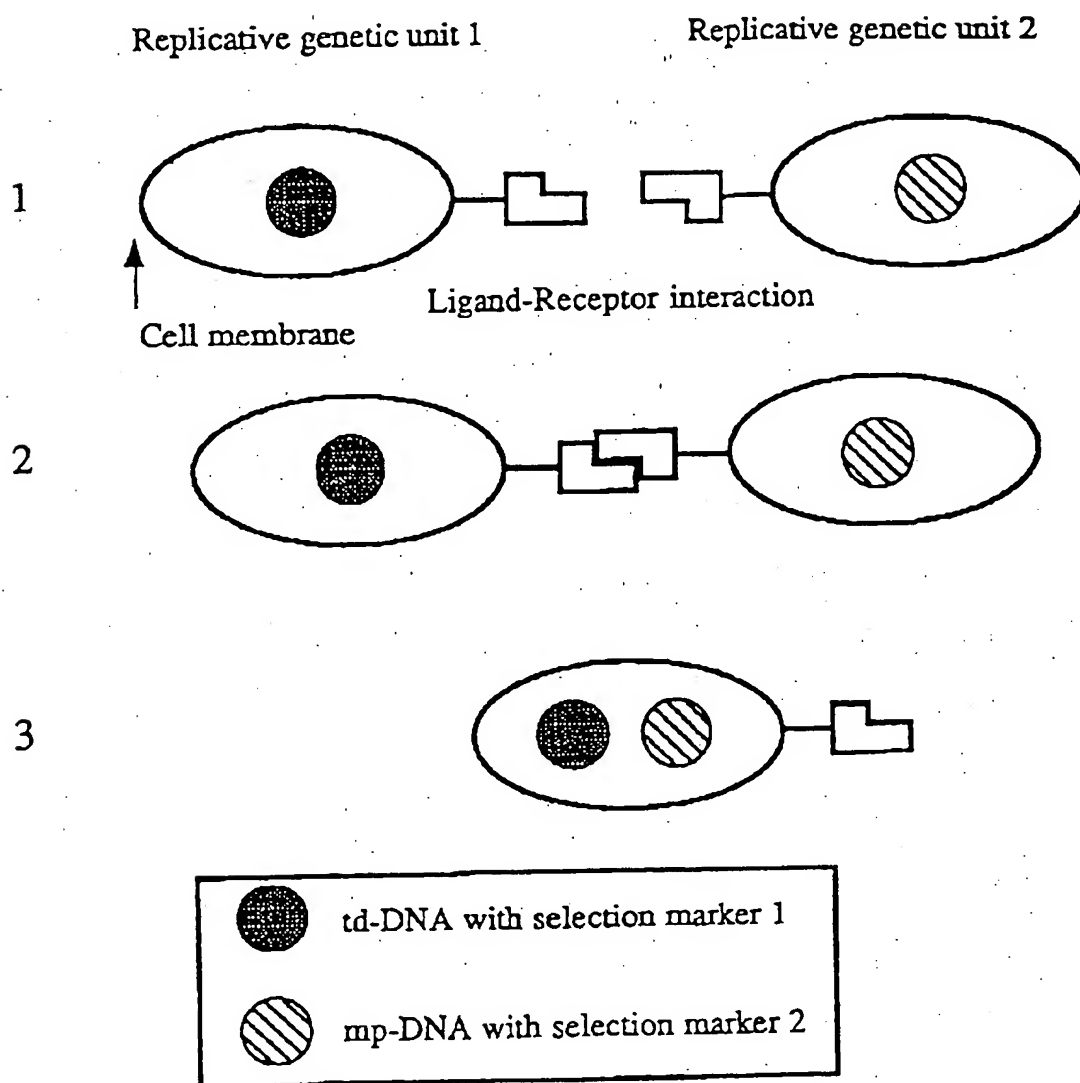 Replicative genetic unit 1
Replicative genetic unit 2
1
Ligand-Receptor interaction
Cell membrane
2
3
td-DNA with selection marker 1
mp-DNA with selection marker 2